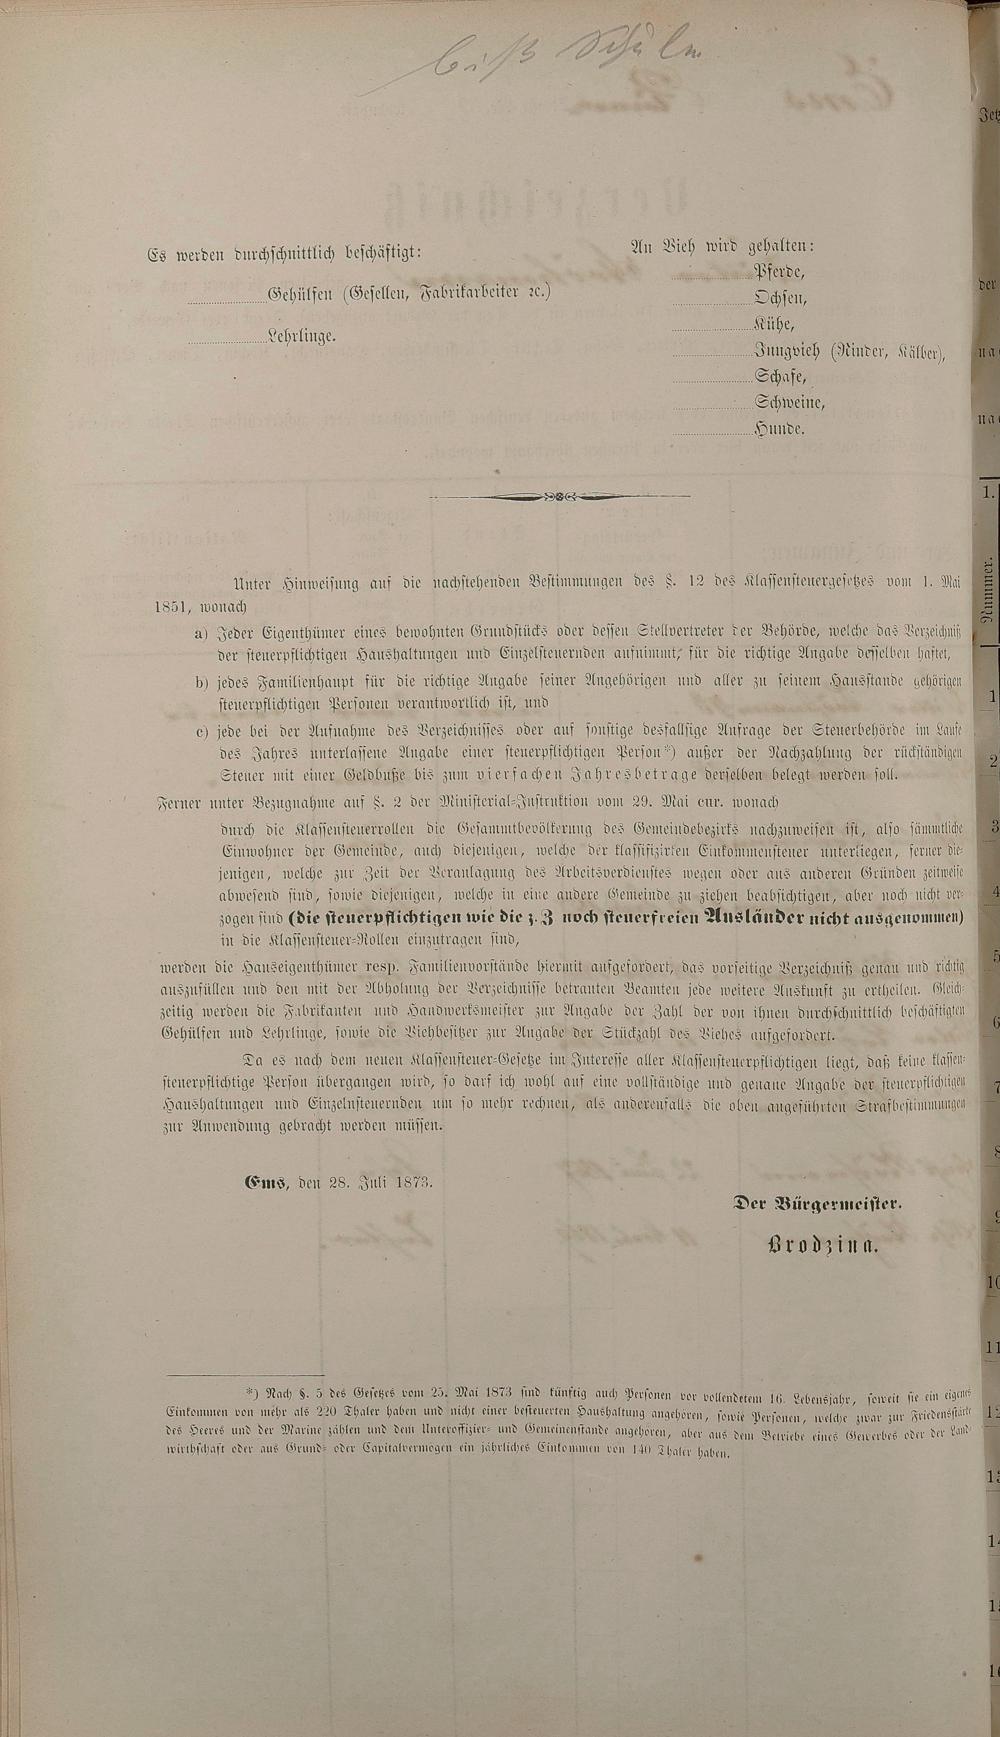 Es werden durchschnittlich beschäftigt:
Gehülfen (Gesellen, Fabrikarbeiter ꝛc.)
Lehrlinge.
An Vieh wird gehalten:
Pferde,
Ochsen,
Kühe,
Jungvieh (Rinder, Kälber),
Schafe,
Schweine,
Hunde.
Unter Hinweisung auf die nachstehenden Bestimmungen des §. 12 des Klassensteuergesetzes vom 1. Mai
1851, wonach
a) Jeder Eigenthümer eines bewohnten Grundstücks oder dessen Stellvertreter der Behörde, welche das Verzeichniß
der steuerpflichtigen Haushaltungen und Einzelsteuernden aufnimmt, für die richtige Angabe desselben haftet,
b) jedes Familienhaupt für die richtige Angabe seiner Angehörigen und aller zu seinem Hausstande gehörigen
steuerpflichtigen Personen verantwortlich ist, und
c) jede bei der Aufnahme des Verzeichnisses oder auf sonstige desfallsige Anfrage der Steuerbehörde im Laufe
des Jahres unterlassene Angabe einer steuerpflichtigen Person*) außer der Nachzahlung der rückständigen
Steuer mit einer Geldbuße bis zum vierfachen Jahresbetrage derselben belegt werden soll.
Ferner unter Bezugnahme auf §. 2 der Ministerial-Instruktion vom 29. Mai cur. wonach
durch die Klassensteuerrollen die Gesammtbevölkerung des Gemeindebezirks nachzuweisen ist, also sämmtliche
Einwohner der Gemeinde, auch diejenigen, welche der klassifizirten Einkommensteuer unterliegen, ferner die-
jenigen, welche zur Zeit der Veranlagung des Arbeitsverdienstes wegen oder aus anderen Gründen zeitweise
abwesend sind, sowie diejenigen, welche in eine andere Gemeinde zu ziehen beabsichtigen, aber noch nicht ver-
zogen sind (die steuerpflichtigen wie die z. Z noch steuerfreien Ausländer nicht ausgenommen)
in die Klassensteuer-Rollen einzutragen sind,
werden die Hauseigenthümer resp. Familienvorstände hiermit aufgefordert, das vorseitige Verzeichniß genau und richtig
auszufüllen und den mit der Abholung der Verzeichnisse betrauten Beamten jede weitere Auskunft zu ertheilen. Gleich-
zeitig werden die Fabrikanten und Handwerksmeister zur Angabe der Zahl der von ihnen durchschnittlich beschäftigten
Gehülfen und Lehrlinge, sowie die Viehbesitzer zur Angabe der Stückzahl des Viehes aufgefordert.
Da es nach dem neuen Klassensteuer-Gesetze im Interesse aller Klassensteuerpflichtigen liegt, daß keine klassen-
steuerpflichtige Person übergangen wird, so darf ich wohl auf eine vollständige und genaue Angabe der steuerpflichtigen
Haushaltungen und Einzelnsteuernden um so mehr rechnen, als anderenfalls die oben angeführten Strafbestimmungen
zur Anwendung gebracht werden müssen.
Ems, den 28. Juli 1873.
Der Bürgermeister.
Brodzina.
*) Nach §. 5 des Gesetzes vom 25. Mai 1873 sind künftig auch Personen vor vollendetem 16. Lebensjahr, soweit sie ein eigenes
Einkommen von mehr als 220 Thaler haben und nicht einer besteuerten Haushaltung angehören, sowie Personen, welche zwar zur Friedensstärke
des Heeres und der Marine zählen und dem Unteroffizier- und Gemeinenstande angehören, aber aus dem Betriebe eines Gewerbes oder der Land-
wirthschaft oder aus Grund- oder Capitalvermögen ein jährliches Einkommen von 140 Thaler haben.
der
1.
Nummer.
1
2
3
4
5
6
7
8
9
10
11
12
13